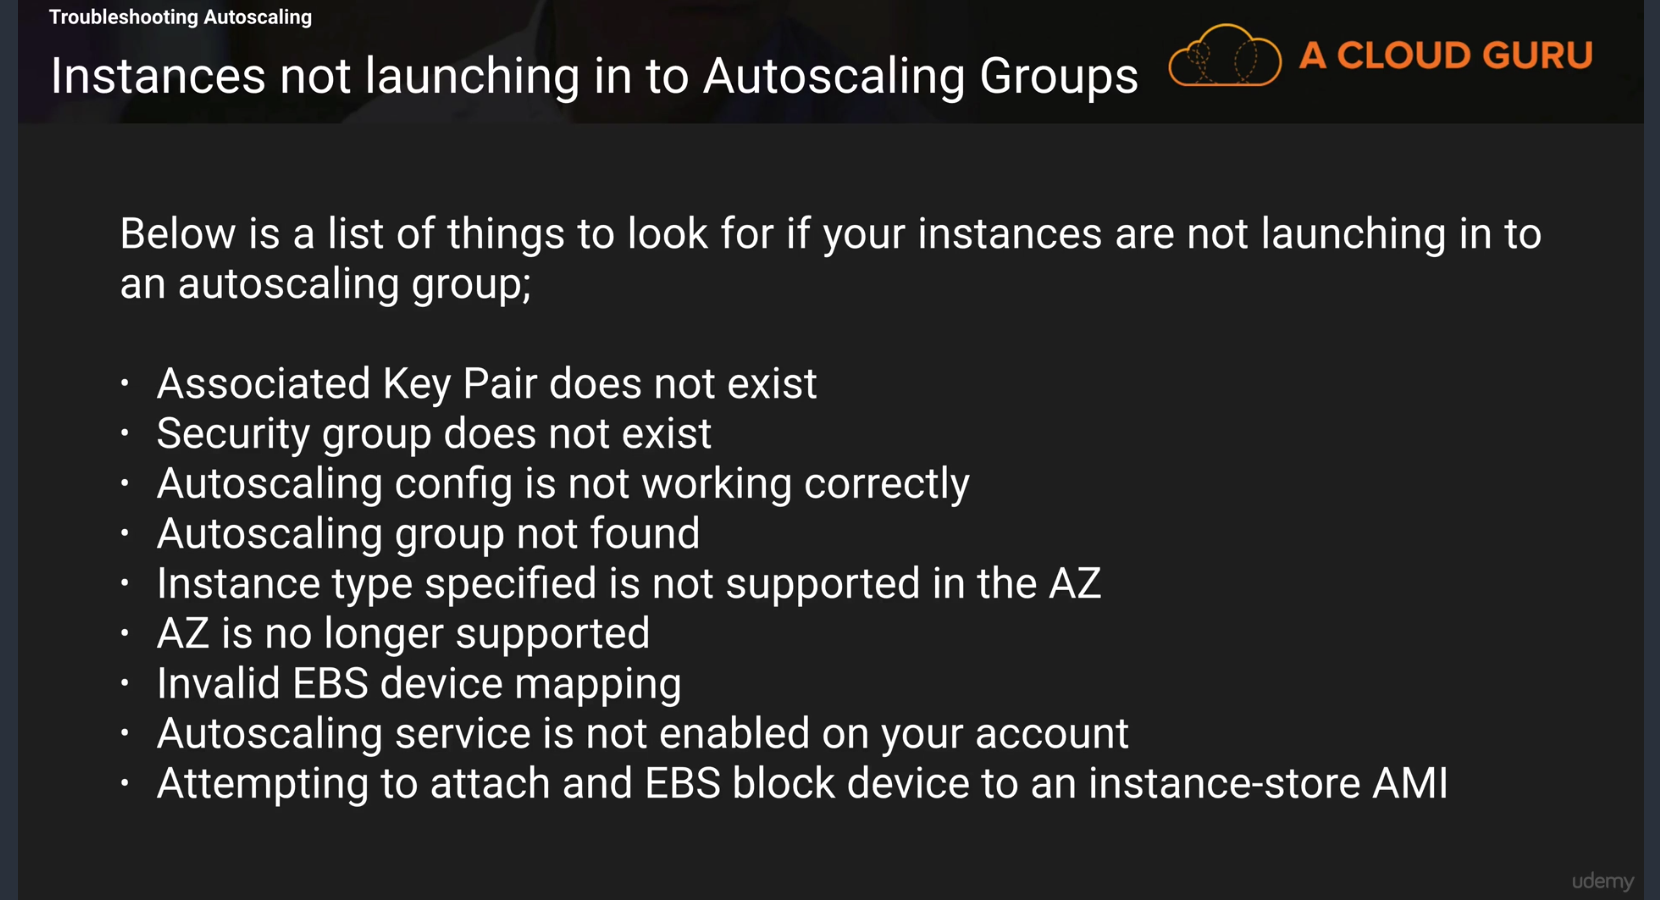 Troubleshooting Autoscaling
Instances not launching in to Autoscaling Groups
A CLOUD GURU
Below is a list of things to look for if your instances are not launching in to
an autoscaling group;
· Associated Key Pair does not exist
· Security group does not exist
· Autoscaling config is not working correctly
· Autoscaling group not found
· Instance type specified is not supported in the AZ
· AZ is no longer supported
· Invalid EBS device mapping
· Autoscaling service is not enabled on your account
· Attempting to attach and EBS block device to an instance-store AMI
udemy